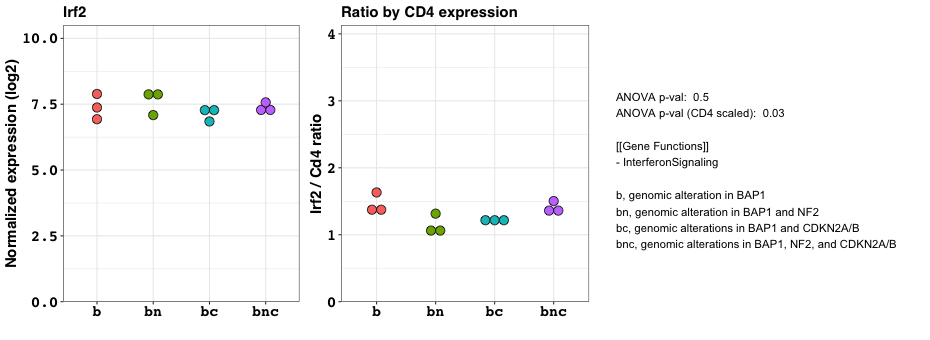 Irf2
Normalized expression (log2)
10.0
7.5
5.0
2.5
0.0
b bn bc bnc
Ratio by CD4 expression
Irf2 / Cd4 ratio
4
3
2
1
0
b bn bc bnc
ANOVA p-val: 0.5
ANOVA p-val (CD4 scaled): 0.03
[[Gene Functions]]
- InterferonSignaling
b, genomic alteration in BAP1
bn, genomic alteration in BAP1 and NF2
bc, genomic alterations in BAP1 and CDKN2A/B
bnc, genomic alterations in BAP1, NF2, and CDKN2A/B